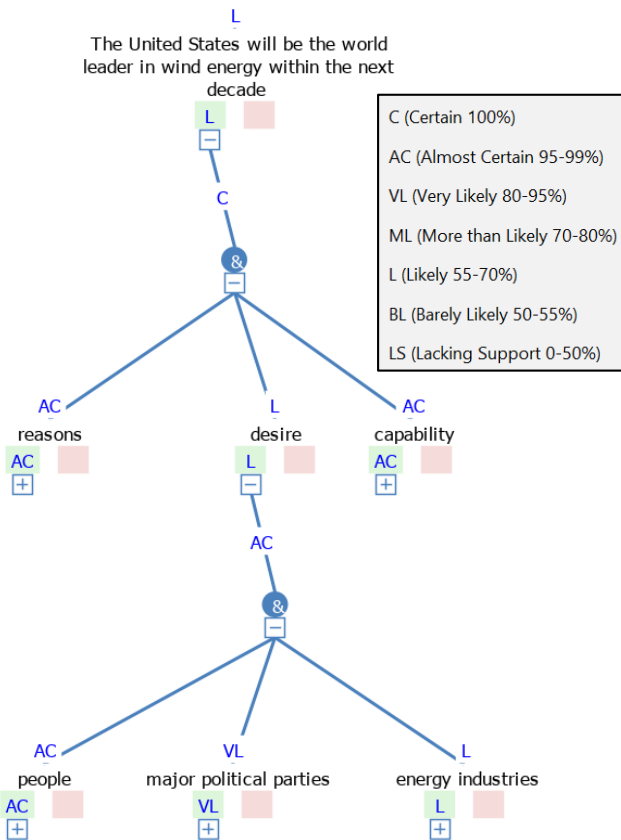 L
The United States will be the world
leader in wind energy within the next
decade
L
C
&
C (Certain 100%)
AC (Almost Certain 95-99%)
VL (Very Likely 80-95%)
ML (More than Likely 70-80%)
L (Likely 55-70%)
BL (Barely Likely 50-55%)
LS (Lacking Support 0-50%)
AC L AC
reasons desire capability
AC L AC
AC
&
AC VL L
people major political parties energy industries
AC VL L